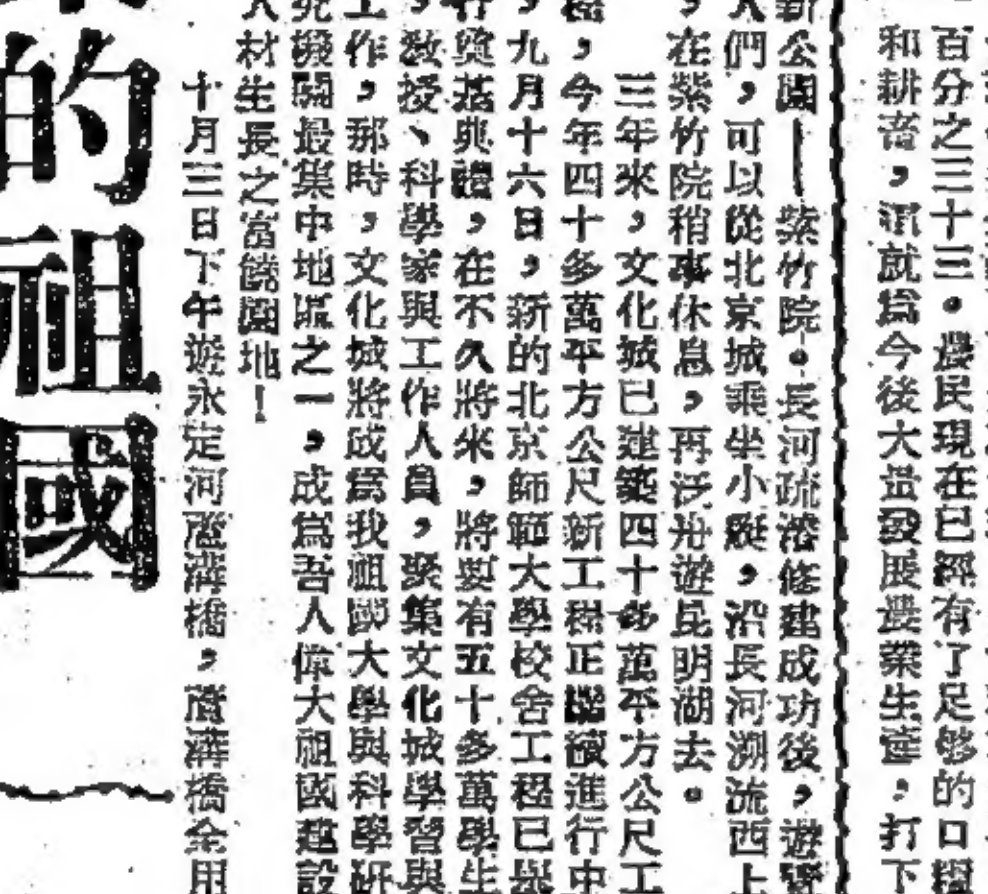 百分之三十三。農民現在已經有了足够的口糧
和耕畜,這就爲今後大量發展農業生產,打下
新公園——紫竹院。長河疏濬修建成功後,遊覽
人們,可以從北京城乘坐小艇,沿長河溯流西上
,在紫竹院稍事休息,再泛舟遊昆明湖去。
三年來,文化城已建築四十多萬平方公尺工
程,今年四十多萬平方公尺新工程正繼續進行中
,九月十六日,新的北京師範大學校舍工程已舉
行奠基典禮,在不久將來,將要有五十多萬學生
,教授、科學家與工作人員,聚集文化城學習與
工作,那時,文化城將成爲我祖國大學與科學研
究機關最集中地區之一,成爲吾人偉大祖國建設
人材生長之富饒園地!
十月三日下午遊永定河蘆溝橋,蘆溝橋全用
的祖國